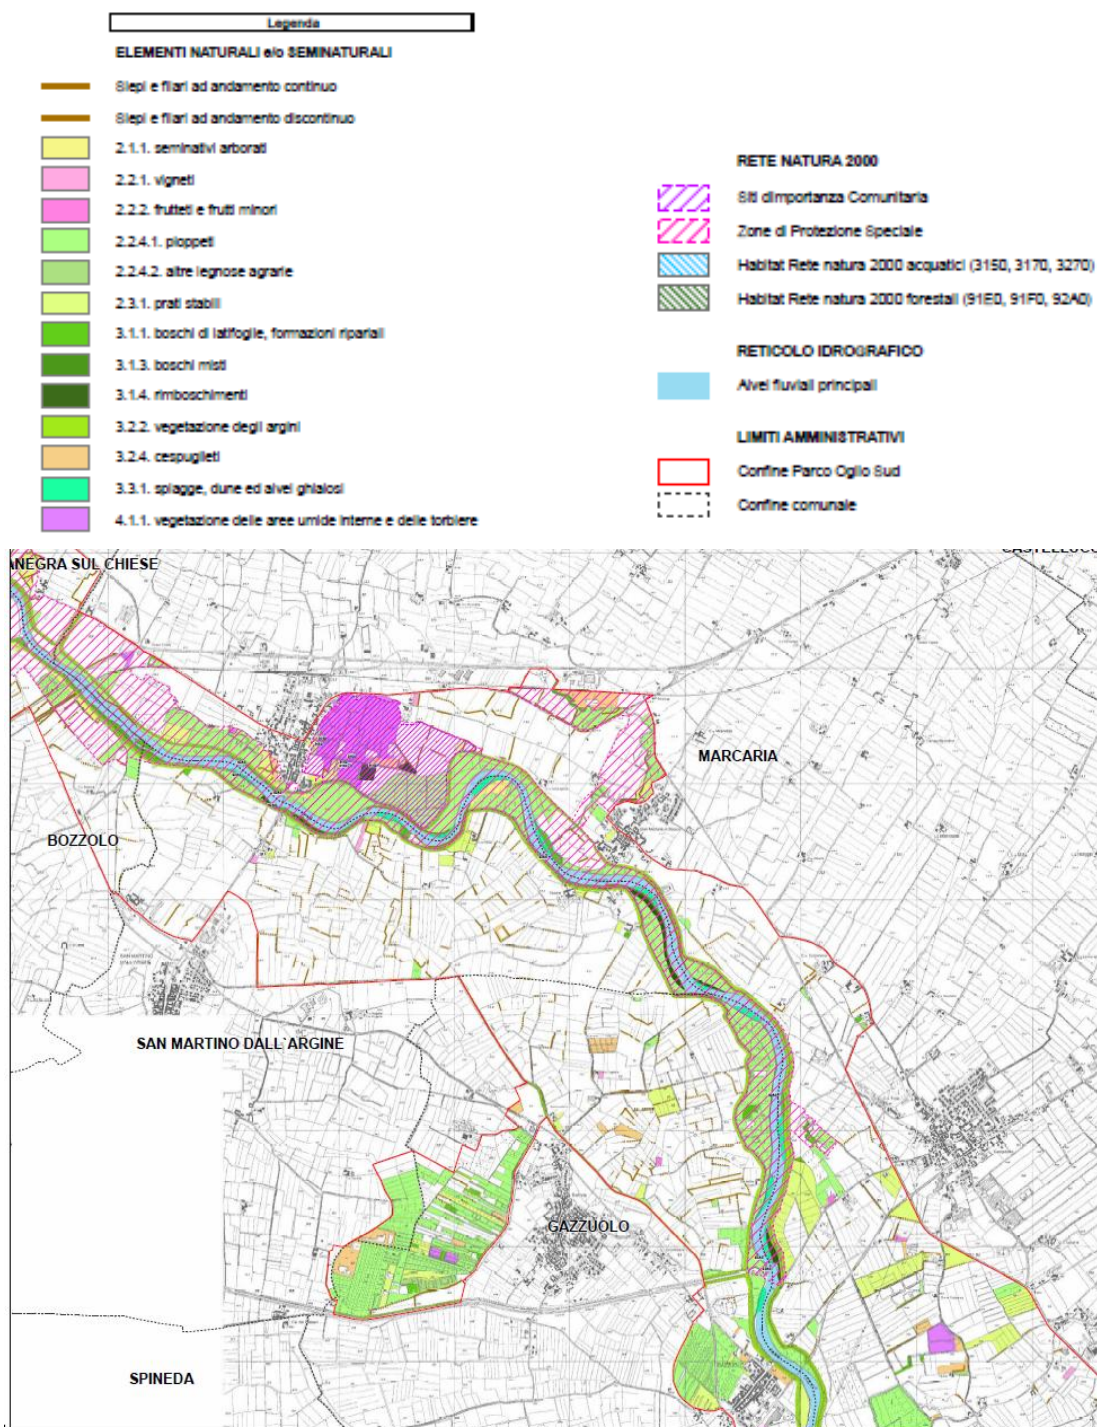 Legenda
ELEMENTI NATURALI e/o SEMINATURALI
Siepi e filari ad andamento continuo
Siepi e filari ad andamento discontinuo
2.1.1. seminativi arborati
2.2.1. vigneti
2.2.2. frutteti e frutti minori
2.2.4.1. pioppeti
2.2.4.2. altre legnose agrarie
2.3.1. prati stabili
3.1.1. boschi di latifoglie, formazioni ripariali
3.1.3. boschi misti
3.1.4. rimboschimenti
3.2.2. vegetazione degli argini
3.2.4. cespuglieti
3.3.1. spiagge, dune ed alvei ghiaiosi
4.1.1. vegetazione delle aree umide interne e delle torbiere
RETE NATURA 2000
Siti d'importanza Comunitaria
Zone di Protezione Speciale
Habitat Rete natura 2000 acquatici (3150, 3170, 3270)
Habitat Rete natura 2000 forestali (91E0, 91F0, 92A0)
RETICOLO IDROGRAFICO
Alvei fluviali principali
LIMITI AMMINISTRATIVI
Confine Parco Oglio Sud
Confine comunale
ANEGRA SUL CHIESE
CASTELLUCC
MARCARIA
BOZZOLO
SAN MARTINO DALL'ARGINE
GAZZUOLO
SPINEDA